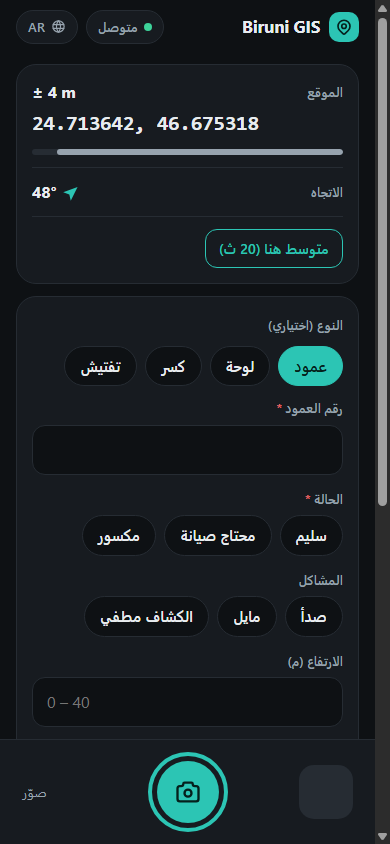 Biruni GIS
متوصل
AR
الموقع
± 4 m
24.713642, 46.675318
الاتجاه
48°
متوسط هنا (20 ث)
النوع (اختياري)
عمود لوحة كسر تفتيش
رقم العمود *
الحالة *
سليم محتاج صيانة مكسور
المشاكل
صدأ مايل الكشاف مطفي
الارتفاع (م)
0 – 40
صوّر